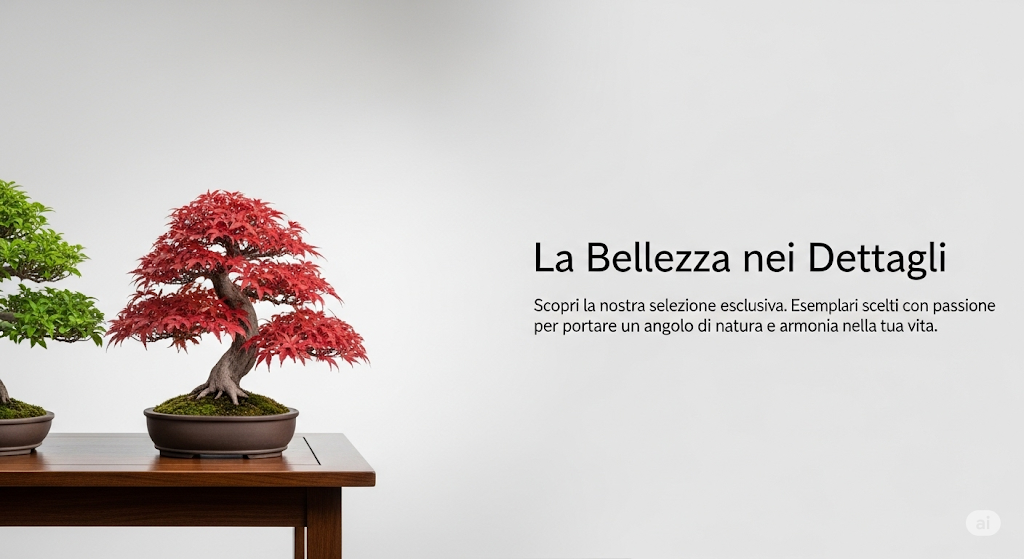 La Bellezza nei Dettagli
Scopri la nostra selezione esclusiva. Esemplari scelti con passione
per portare un angolo di natura e armonia nella tua vita.
ai